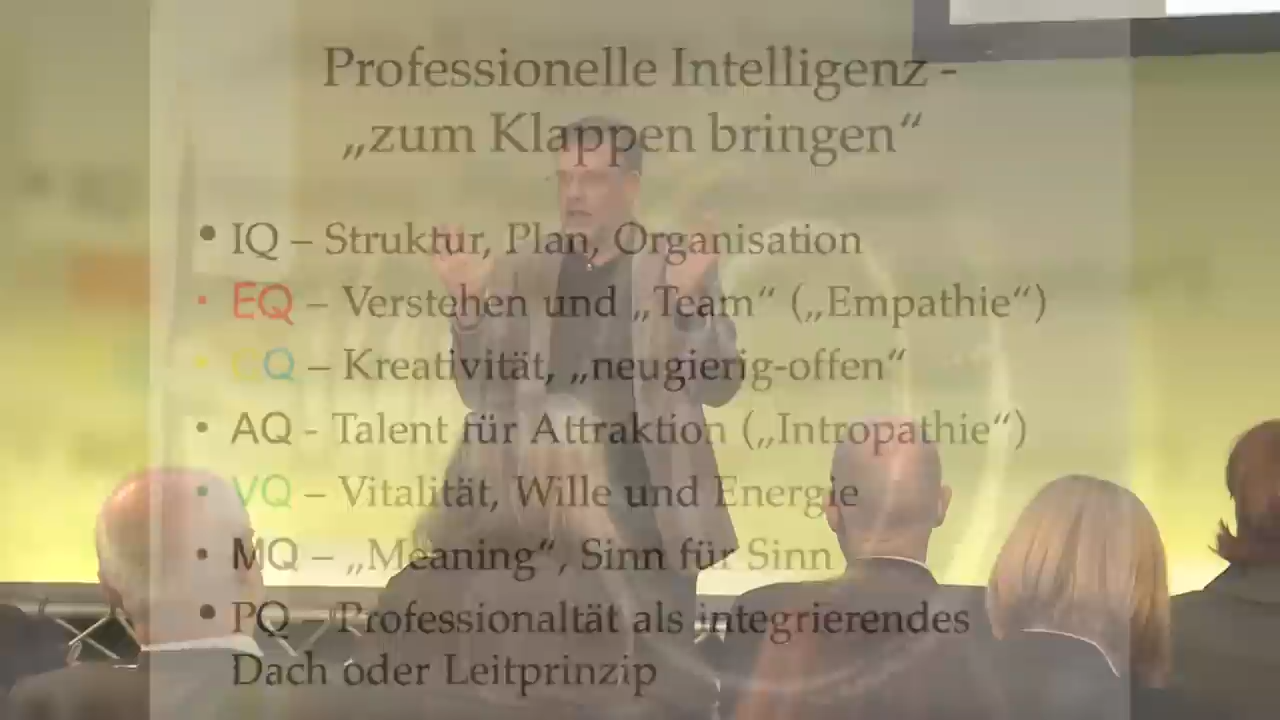 Professionelle Intelligenz -
„zum Klappen bringen“
• IQ – Struktur, Plan, Organisation
• EQ – Verstehen und „Team“ („Empathie“)
• CQ – Kreativität, „neugierig-offen“
• AQ - Talent für Attraktion („Intropathie“)
• VQ – Vitalität, Wille und Energie
• MQ – „Meaning“, Sinn für Sinn
• PQ – Professionaltät als integrierendes
Dach oder Leitprinzip